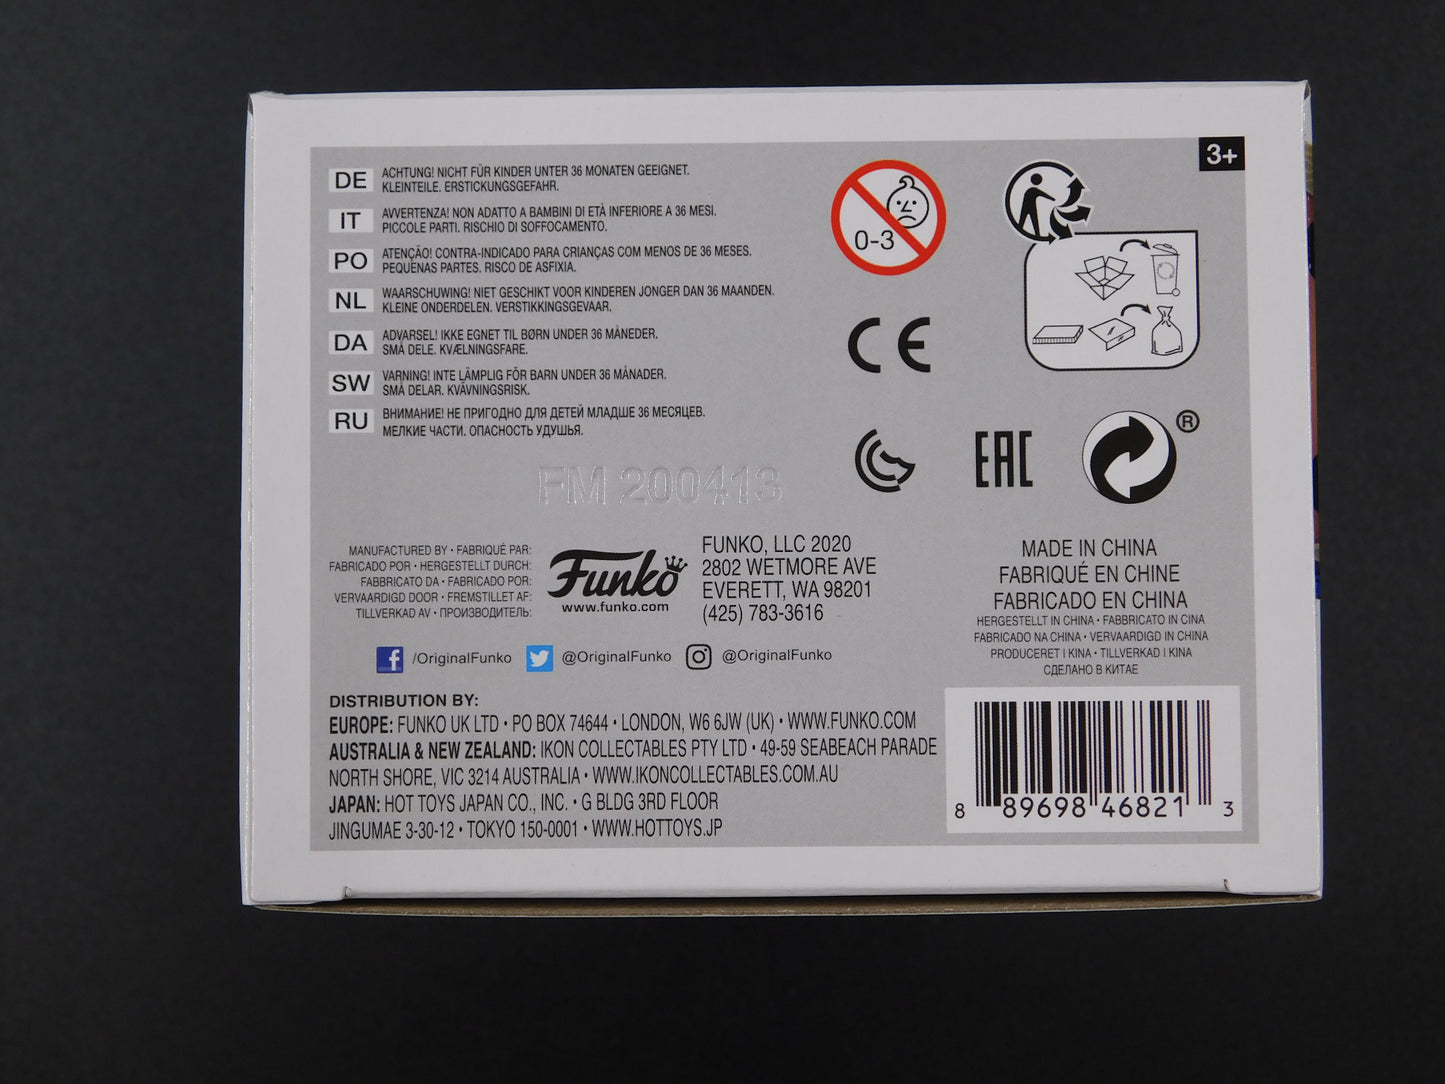 3+
DE ACHTUNG! NICHT FÜR KINDER UNTER 36 MONATEN GEEIGNET.
KLEINTEILE. ERSTICKUNGSGEFAHR.
IT AVVERTENZA! NON ADATTO A BAMBINI DI ETÀ INFERIORE A 36 MESI.
PICCOLE PARTI. RISCHIO DI SOFFOCAMENTO.
PO ATENÇÃO! CONTRA-INDICADO PARA CRIANÇAS COM MENOS DE 36 MESES.
PEQUENAS PARTES. RISCO DE ASFIXIA.
NL WAARSCHUWING! NIET GESCHIKT VOOR KINDEREN JONGER DAN 36 MAANDEN.
KLEINE ONDERDELEN. VERSTIKKINGSGEVAAR.
DA ADVARSEL! IKKE EGNET TIL BØRN UNDER 36 MÅNEDER.
SMÅ DELE. KVÆLNINGSFARE.
SW VARNING! INTE LÄMPLIG FÖR BARN UNDER 36 MÅNADER.
SMÅ DELAR. KVÄVNINGSRISK.
RU ВНИМАНИЕ! НЕ ПРИГОДНО ДЛЯ ДЕТЕЙ МЛАДШЕ 36 МЕСЯЦЕВ.
МЕЛКИЕ ЧАСТИ. ОПАСНОСТЬ УДУШЬЯ.
0-3
CE
EAC
®
FM 200413
MANUFACTURED BY • FABRIQUÉ PAR:
FABRICADO POR • HERGESTELLT DURCH:
FABBRICATO DA • FABRICADO POR:
VERVAARDIGD DOOR • FREMSTILLET AF:
TILLVERKAD AV • ПРОИЗВОДИТЕЛЬ:
Funko
www.funko.com
FUNKO, LLC 2020
2802 WETMORE AVE
EVERETT, WA 98201
(425) 783-3616
MADE IN CHINA
FABRIQUÉ EN CHINE
FABRICADO EN CHINA
HERGESTELLT IN CHINA • FABBRICATO IN CINA
FABRICADO NA CHINA • VERVAARDIGD IN CHINA
PRODUCERET I KINA • TILLVERKAD I KINA
СДЕЛАНО В КИТАЕ
f /OriginalFunko @OriginalFunko @OriginalFunko
DISTRIBUTION BY:
EUROPE: FUNKO UK LTD • PO BOX 74644 • LONDON, W6 6JW (UK) • WWW.FUNKO.COM
AUSTRALIA & NEW ZEALAND: IKON COLLECTABLES PTY LTD • 49-59 SEABEACH PARADE
NORTH SHORE, VIC 3214 AUSTRALIA • WWW.IKONCOLLECTABLES.COM.AU
JAPAN: HOT TOYS JAPAN CO., INC. • G BLDG 3RD FLOOR
JINGUMAE 3-30-12 • TOKYO 150-0001 • WWW.HOTTOYS.JP
8 89698 46821 3